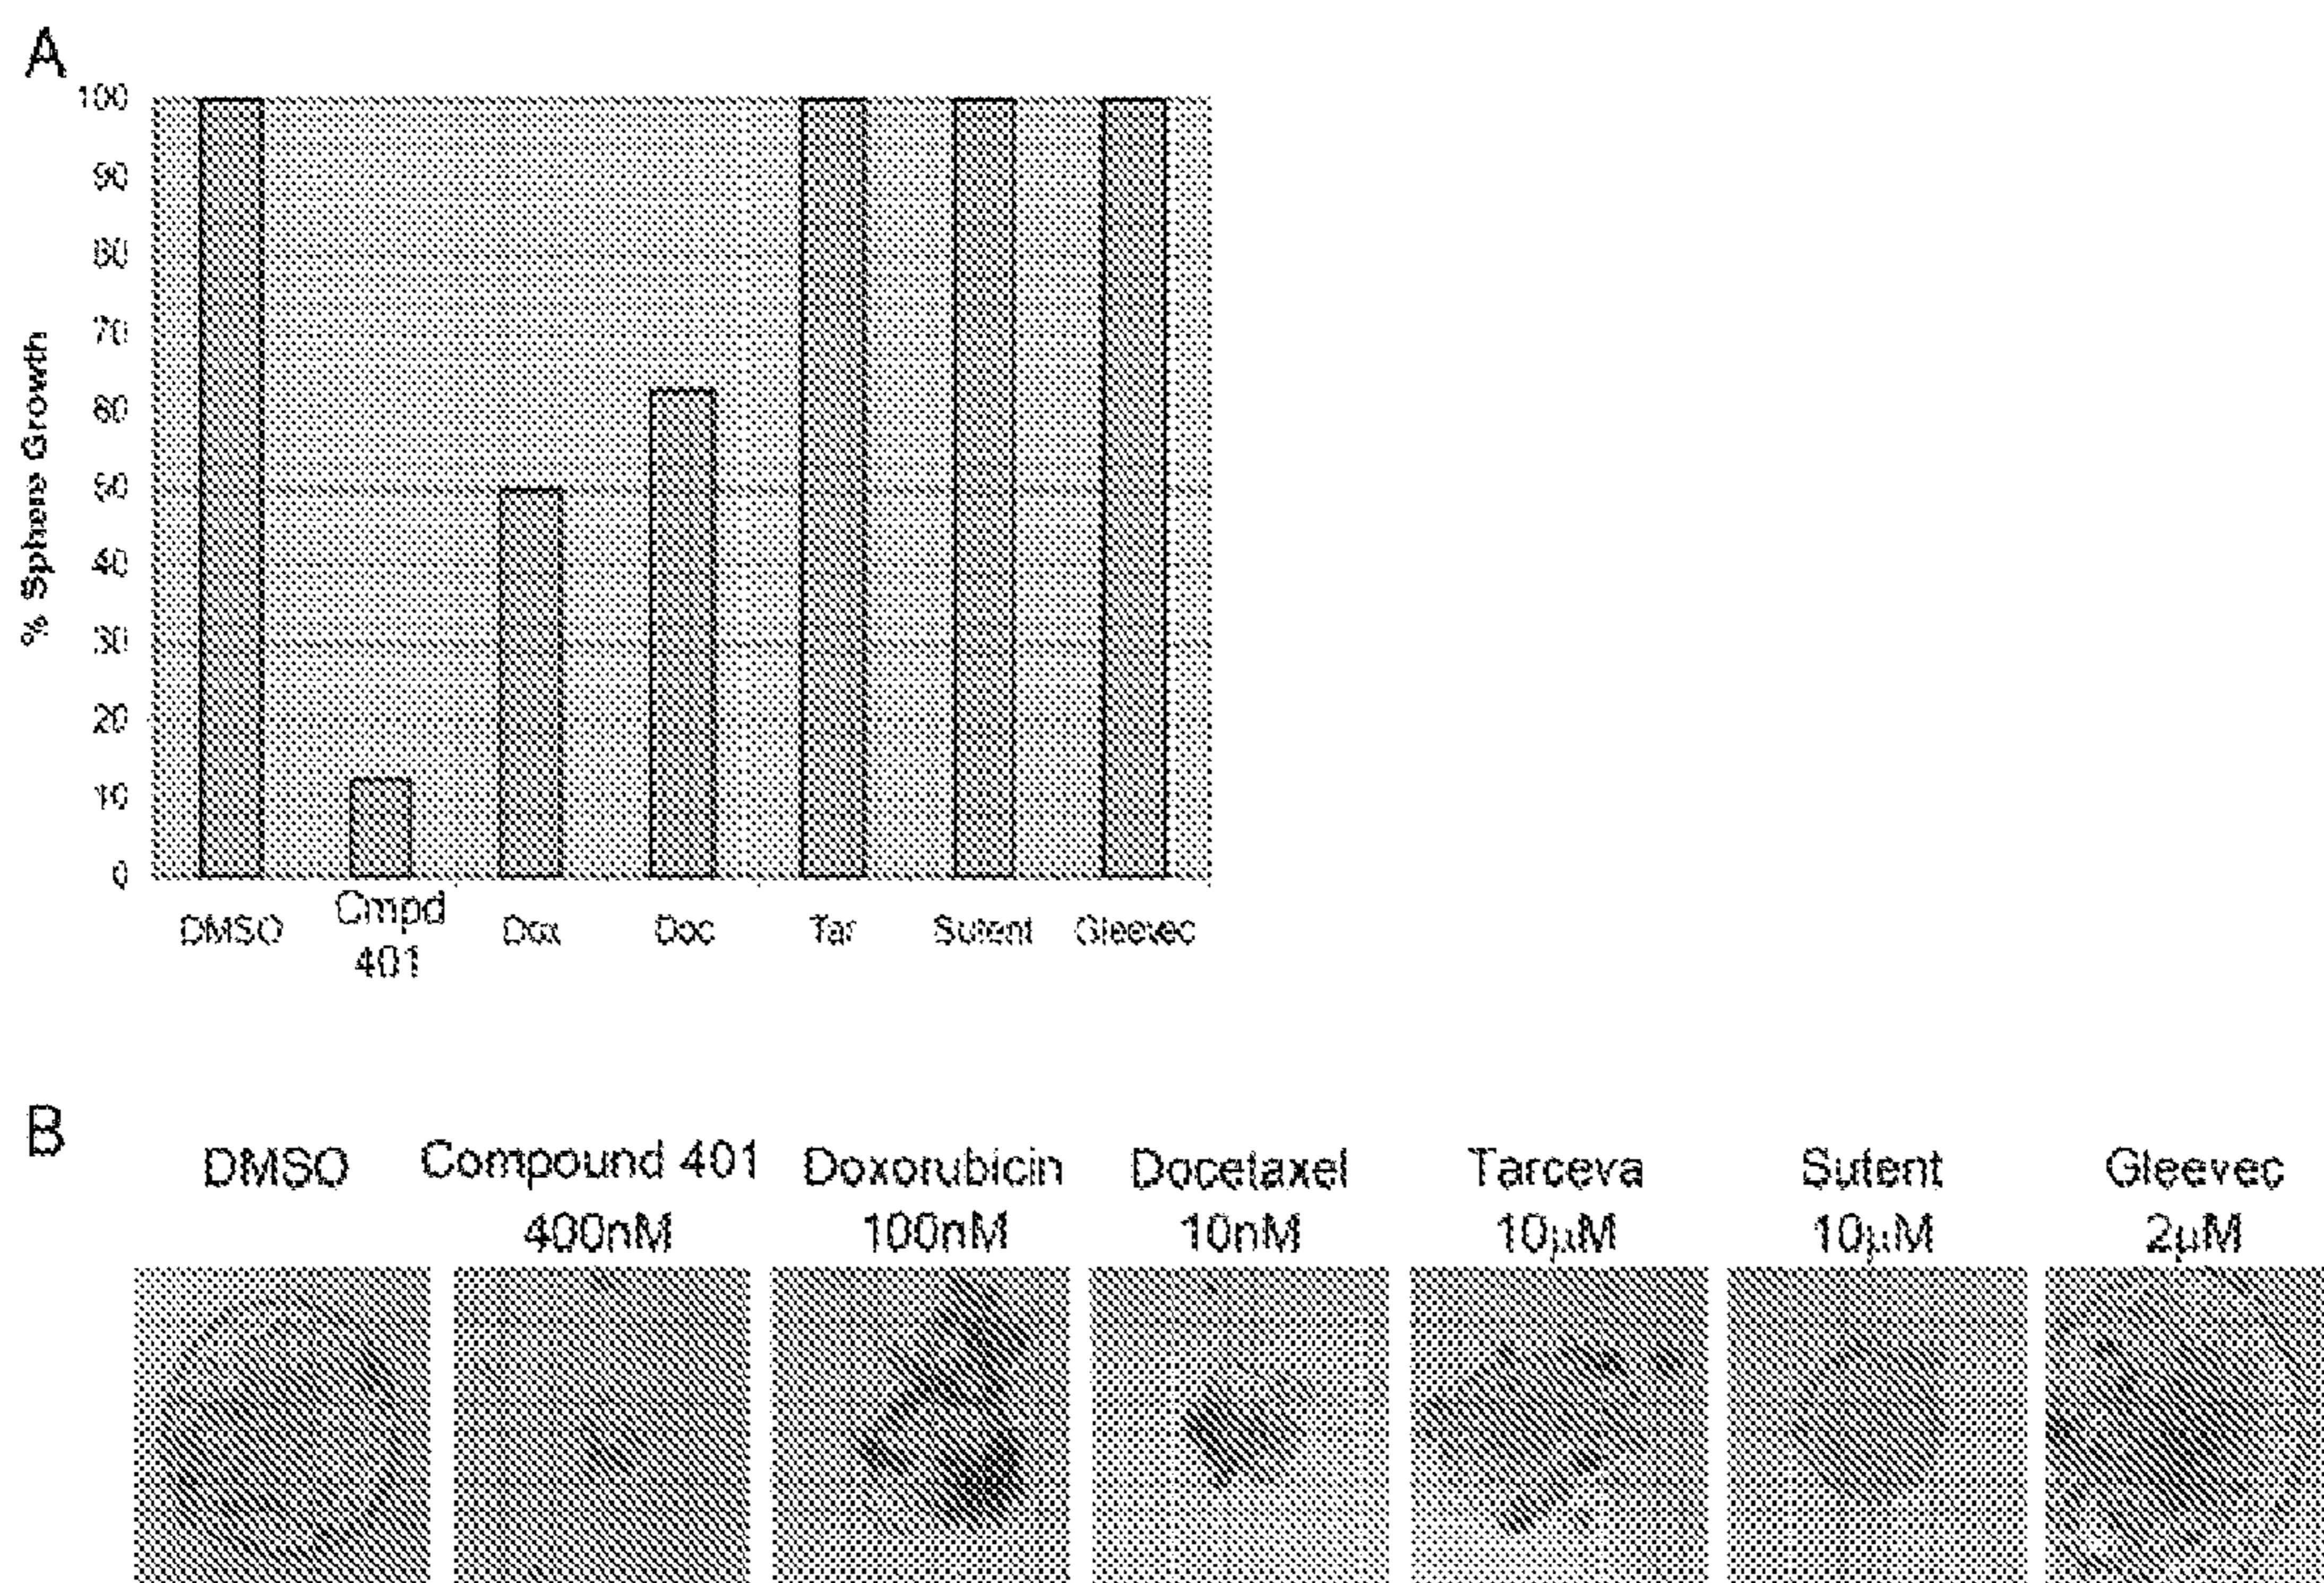 A
100
90
80
70
60
50
40
30
20
10
0
% Sphere Growth
DMSO Cmpd 401 Dox Doc Tar Sutent Gleevec
B
DMSO Compound 401 Doxorubicin Docetaxel Tarceva Sutent Gleevec
400nM 100nM 10nM 10µM 10µM 2µM